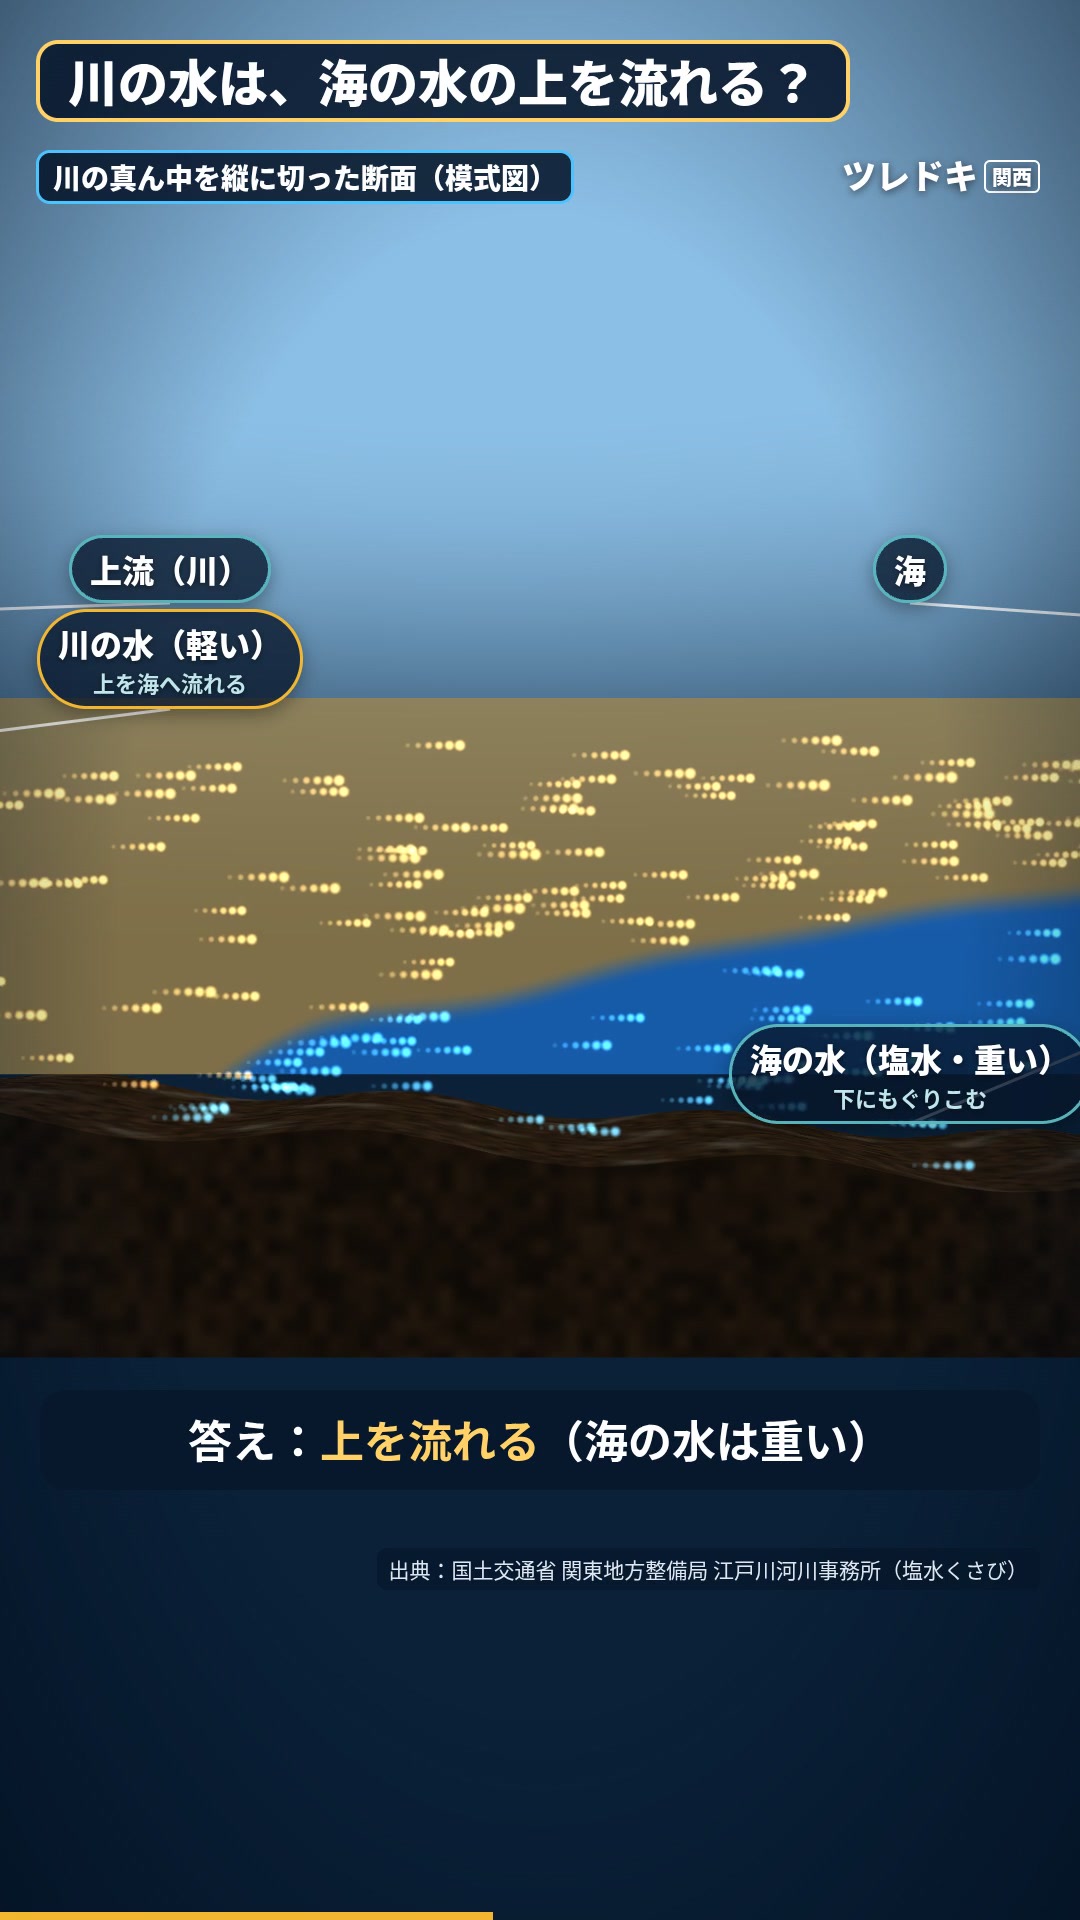 川の水は、海の水の上を流れる？
川の真ん中を縦に切った断面（模式図）
ツレドキ 関西
上流（川）
海
川の水（軽い）
上を海へ流れる
海の水（塩水・重い）
下にもぐりこむ
答え：上を流れる（海の水は重い）
出典：国土交通省 関東地方整備局 江戸川河川事務所（塩水くさび）